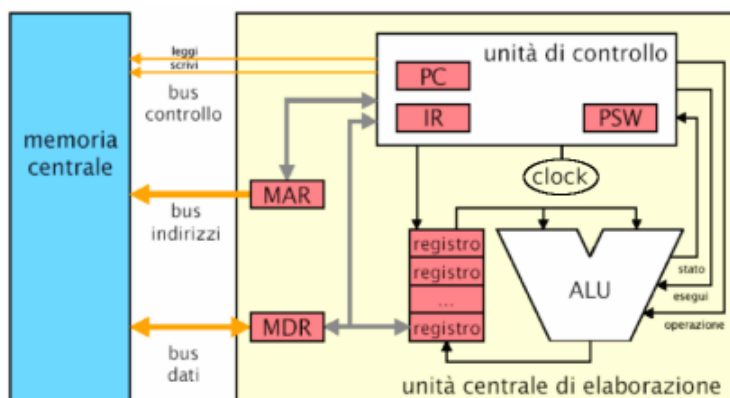 leggi
scrivi
bus
controllo
memoria
centrale
bus
indirizzi
bus
dati
unità di controllo
PC
IR
PSW
clock
MAR
MDR
registro
registro
...
registro
ALU
stato
esegui
operazione
unità centrale di elaborazione